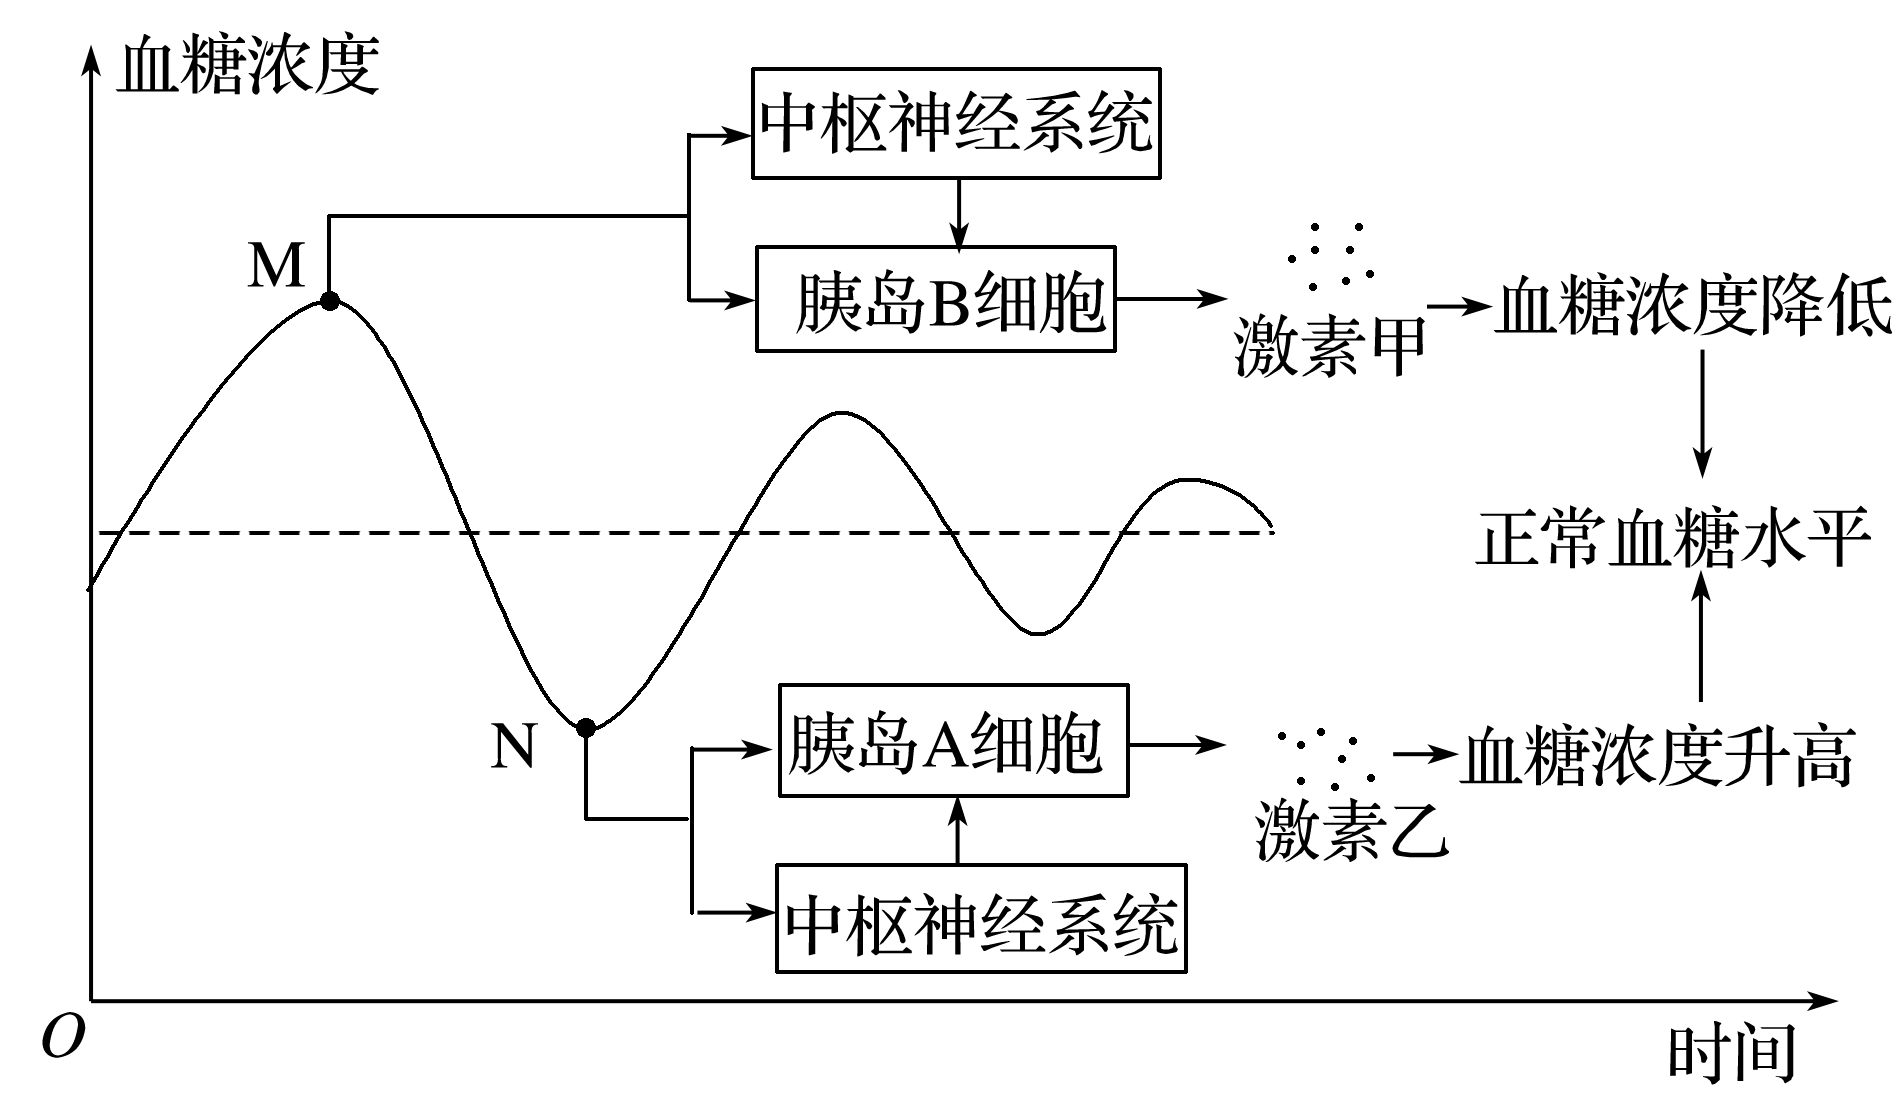 血糖浓度
中枢神经系统
M
胰岛B细胞
激素甲
血糖浓度降低
正常血糖水平
N
胰岛A细胞
激素乙
血糖浓度升高
中枢神经系统
O
时间